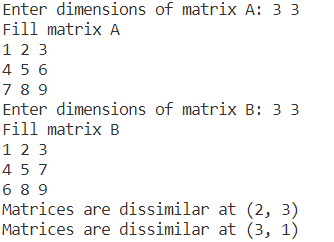 Enter dimensions of matrix A: 3 3
Fill matrix A
1 2 3
4 5 6
7 8 9
Enter dimensions of matrix B: 3 3
Fill matrix B
1 2 3
4 5 7
6 8 9
Matrices are dissimilar at (2, 3)
Matrices are dissimilar at (3, 1)